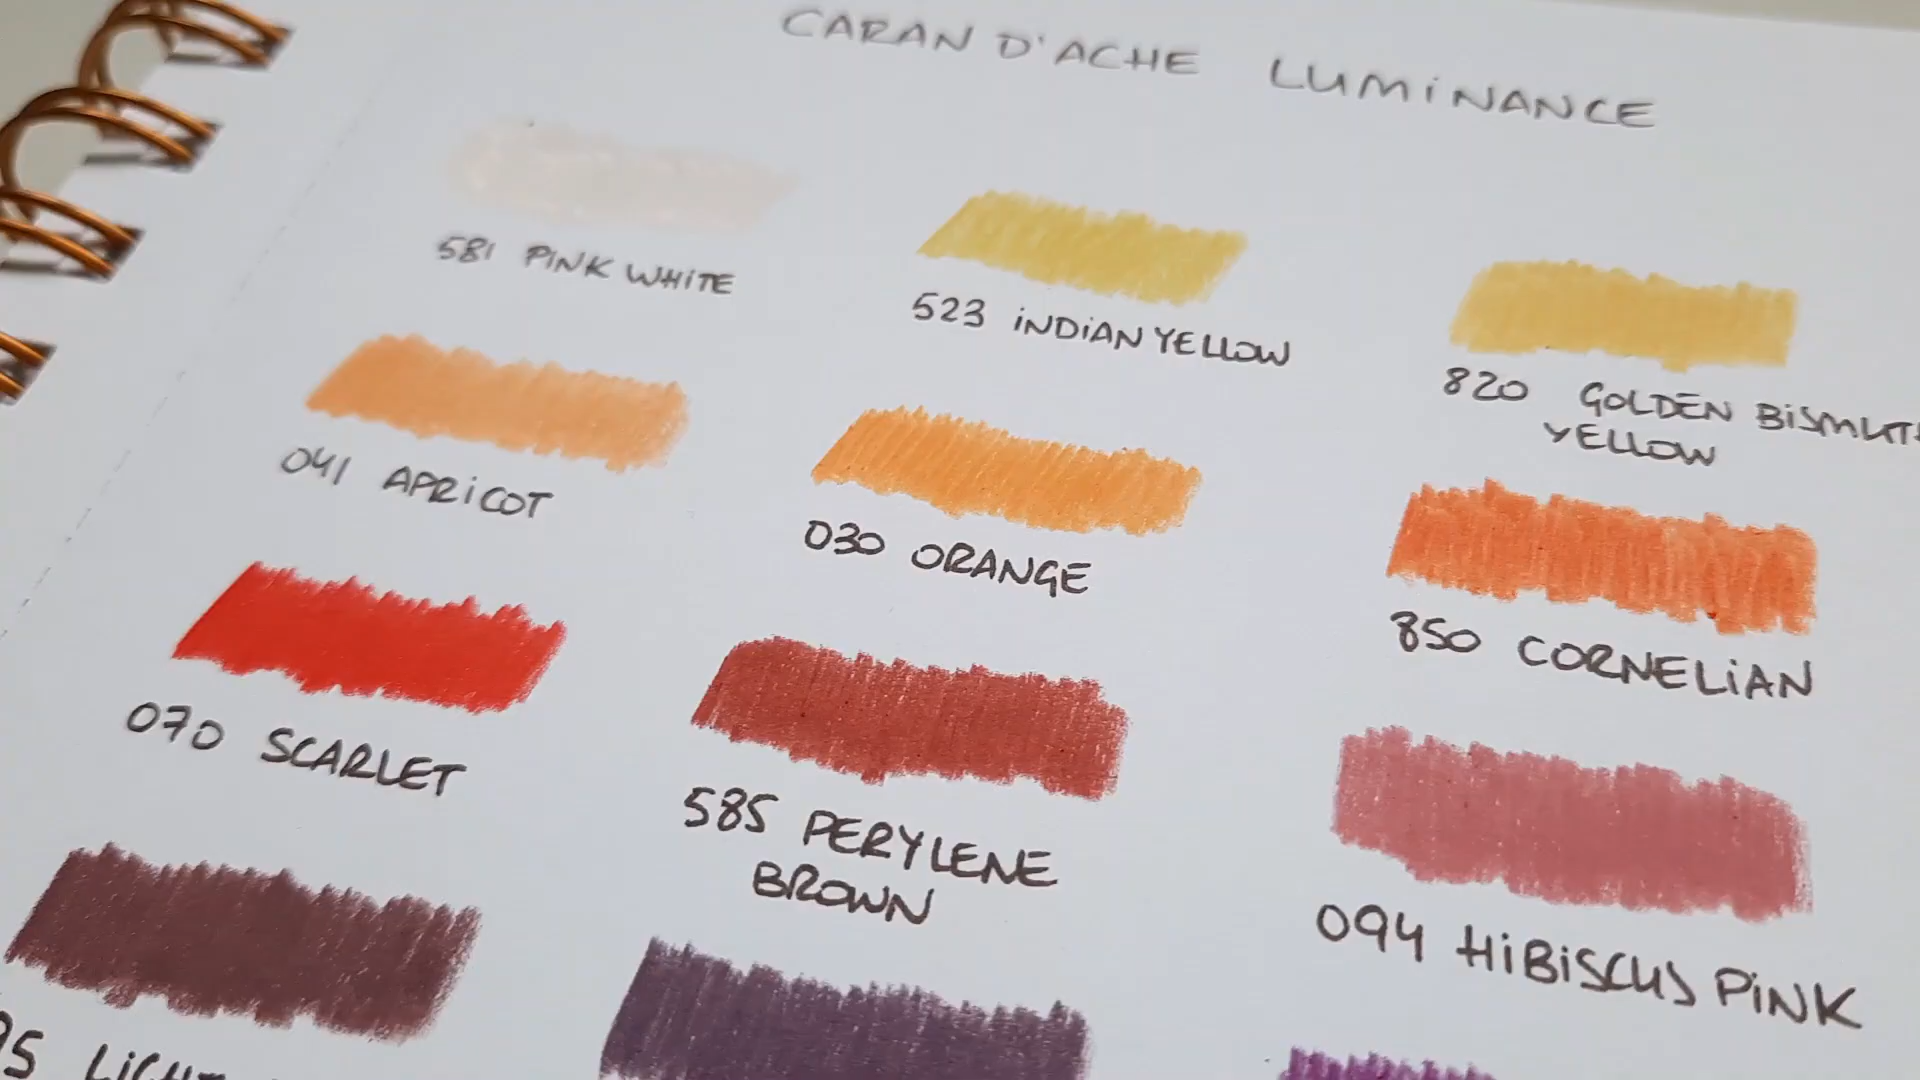 CARAN D'ACHE LUMINANCE
581 PINK WHITE
523 INDIAN YELLOW
820 GOLDEN
YELLOW
041 APRICOT
030 ORANGE
850 CORNELIAN
070 SCARLET
585 PERYLENE
BROWN
094 HIBISCUS PINK